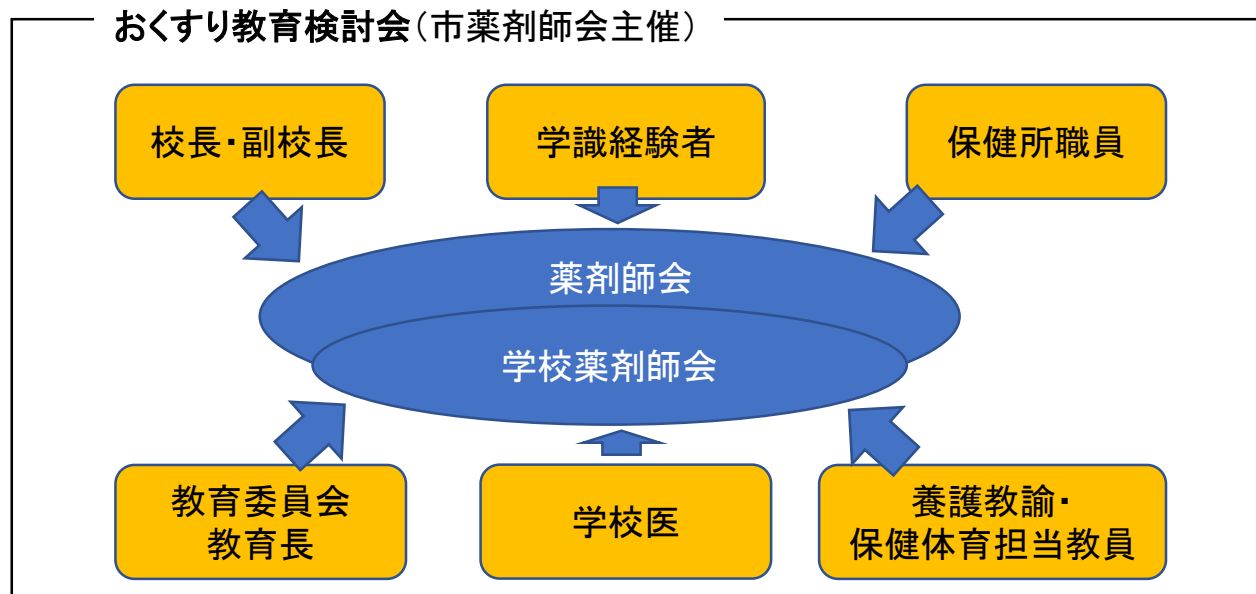 おくすり教育検討会（市薬剤師会主催）
校長・副校長
学識経験者
保健所職員
薬剤師会
学校薬剤師会
教育委員会
教育長
学校医
養護教諭・
保健体育担当教員